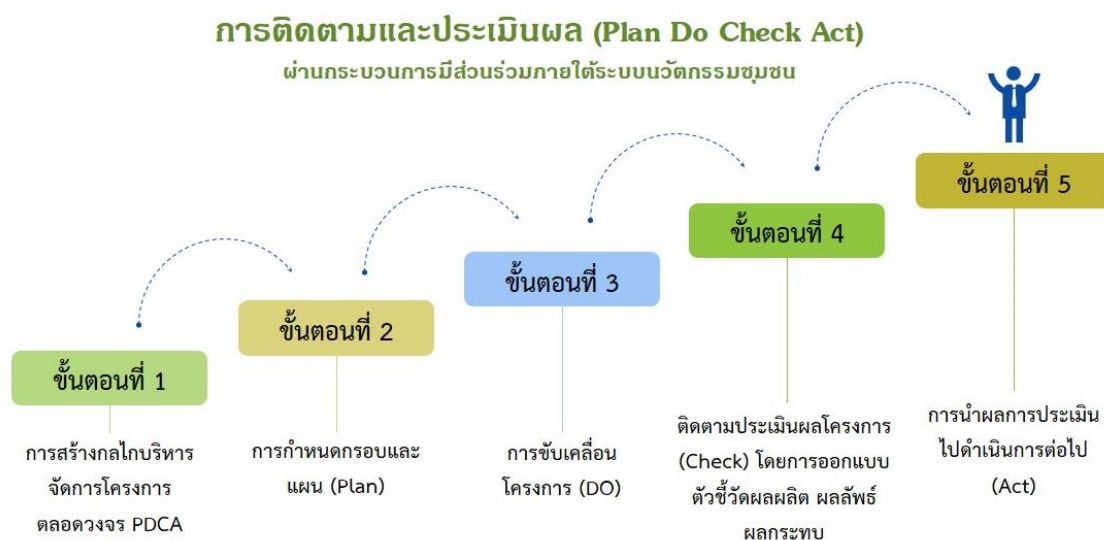 การติดตามและประเมินผล (Plan Do Check Act)
ผ่านกระบวนการมีส่วนร่วมภายใต้ระบบนวัตกรรมชุมชน
ขั้นตอนที่ 1
การสร้างกลไกบริหาร
จัดการโครงการ
ตลอดวงจร PDCA
ขั้นตอนที่ 2
การกำหนดกรอบและ
แผน (Plan)
ขั้นตอนที่ 3
การขับเคลื่อน
โครงการ (DO)
ขั้นตอนที่ 4
ติดตามประเมินผลโครงการ
(Check) โดยการออกแบบ
ตัวชี้วัดผลผลิต ผลลัพธ์
ผลกระทบ
ขั้นตอนที่ 5
การนำผลการประเมิน
ไปดำเนินการต่อไป
(Act)